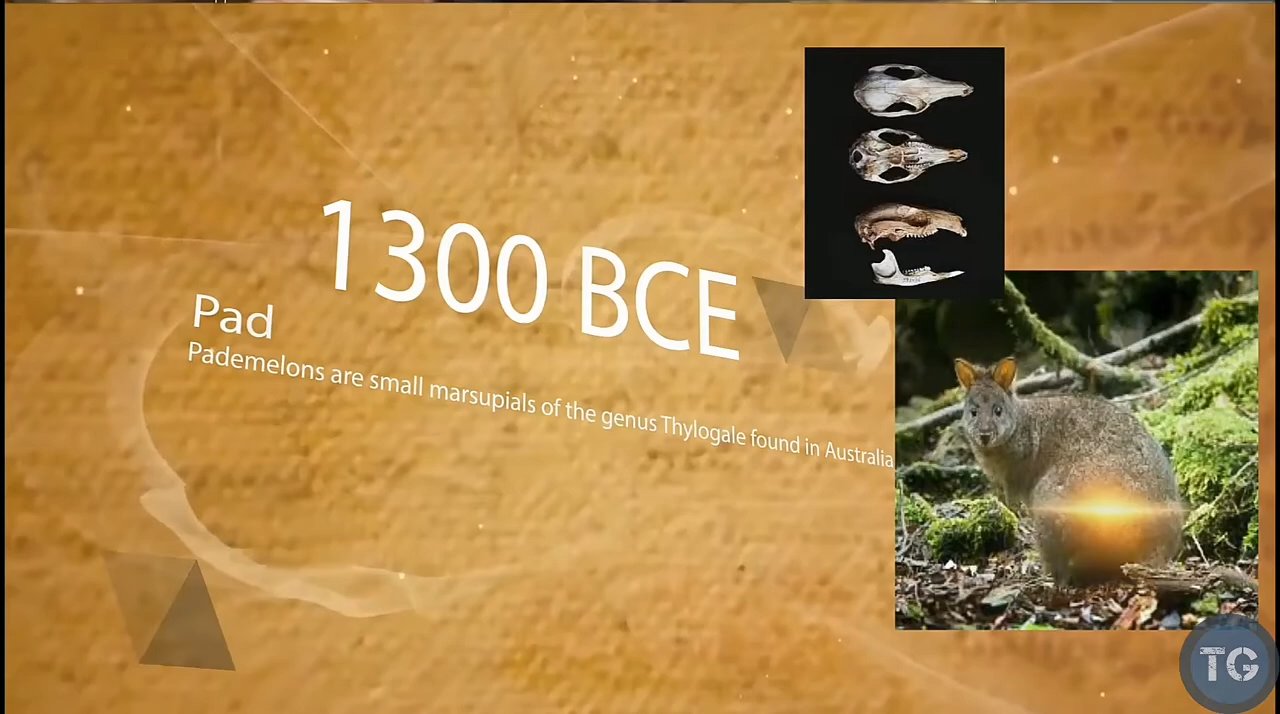 1300 BCE
Pad
Pademelons are small marsupials of the genus Thylogale found in Australia
TG